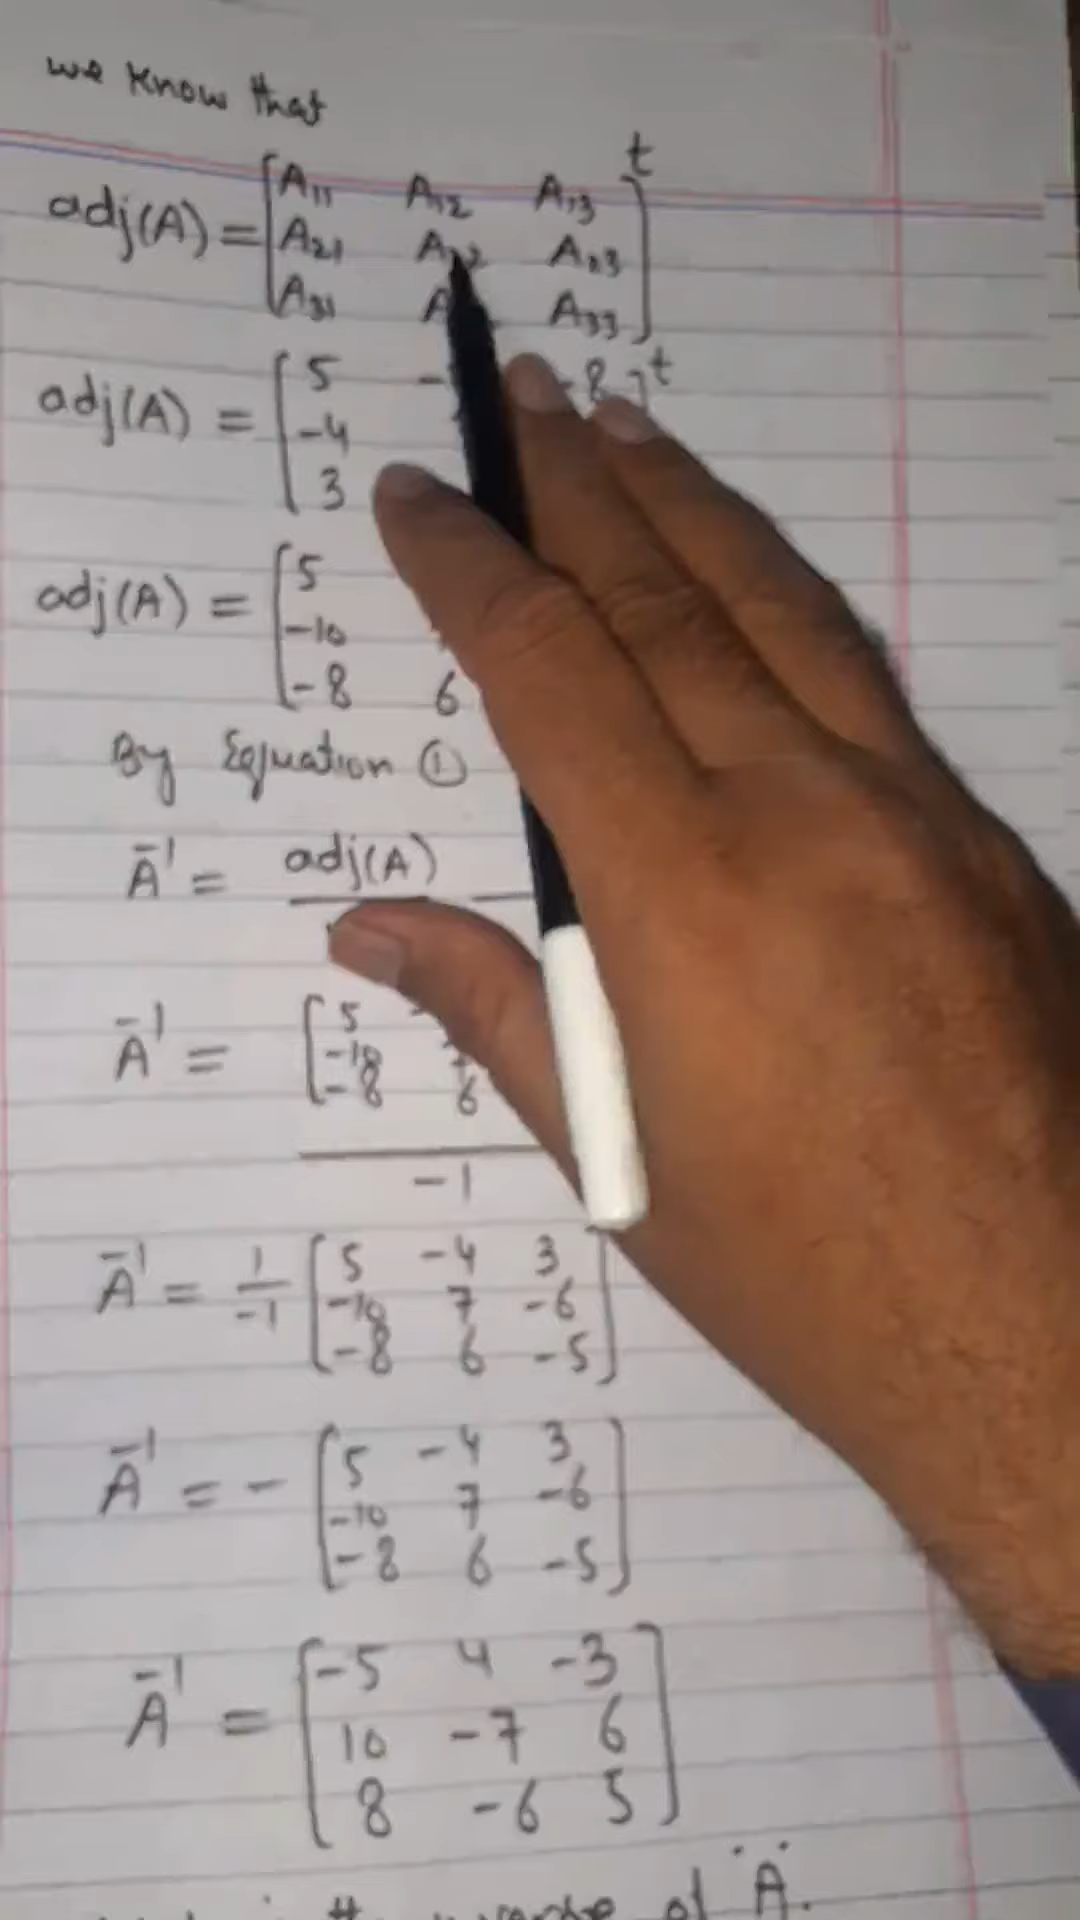 we know that
t
adj(A) = [A11 A12 A13
A21 A22 A23
A31 A33]
adj(A) = [5 - -8]t
-4
3
adj(A) = [5
-10
-8 6
By Equation ①
A-1 = adj(A)
A-1 = [5
-10 7
-8 6
-1
A-1 = 1/-1 [5 -4 3
-10 7 -6
-8 6 -5]
A-1 = - [5 -4 3
-10 7 -6
-8 6 -5]
A-1 = [-5 4 -3
10 -7 6
8 -6 5]
of "A".